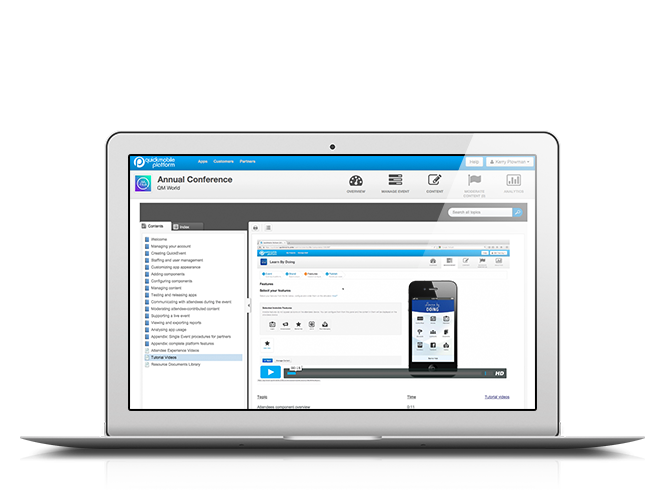 quickmobile
platform
Apps Customers Partners
Help
Annual Conference
QM World
OVERVIEW MANAGE EVENT CONTENT MODERATE CONTENT ANALYTICS
Search all topics
Contents Index
Welcome
Managing your account
Creating QuickEvent
Staffing and user management
Customizing app appearance
Adding components
Configuring components
Managing content
Testing and releasing apps
Communicating with attendees during the event
Moderating attendee-contributed content
Supporting a live event
Viewing and exporting reports
Analyzing app usage
Appendix: Single Event procedures for partners
Appendix: complete platform features
Attendee Experience Videos
Tutorial Videos
Resource Documents Library
Learn By Doing
Features
Select your features
DOING
HD
Topic Time Tutorial videos
Attendees component overview 0:11